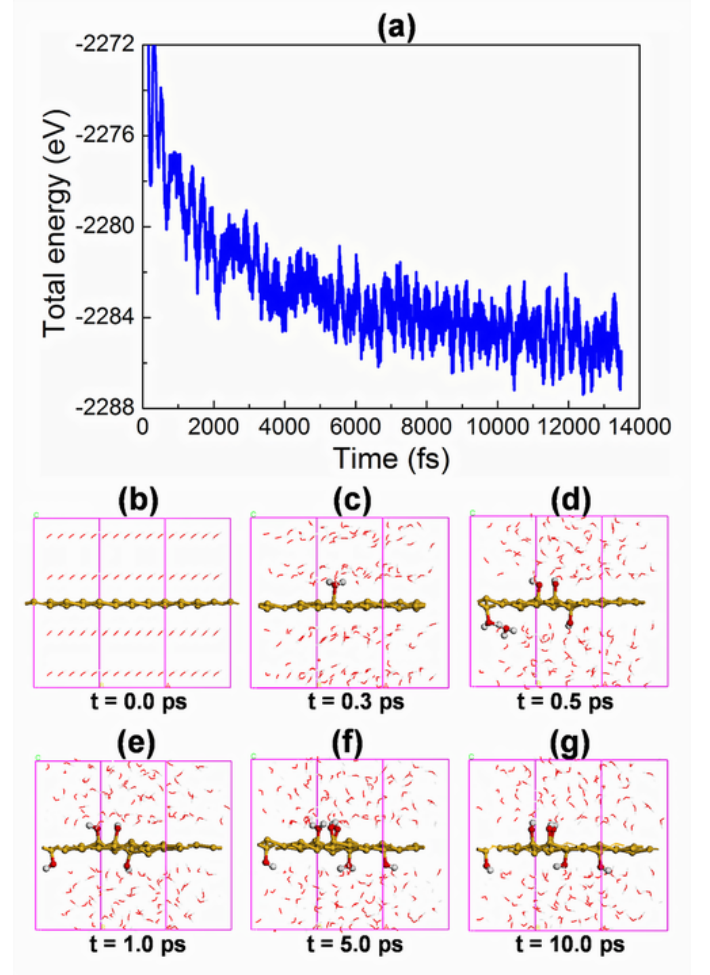 (a)
-2272
-2276
-2280
-2284
-2288
Total energy (eV)
0 2000 4000 6000 8000 10000 12000 14000
Time (fs)
(b) (c) (d)
C C C
t = 0.0 ps t = 0.3 ps t = 0.5 ps
(e) (f) (g)
C C C
t = 1.0 ps t = 5.0 ps t = 10.0 ps